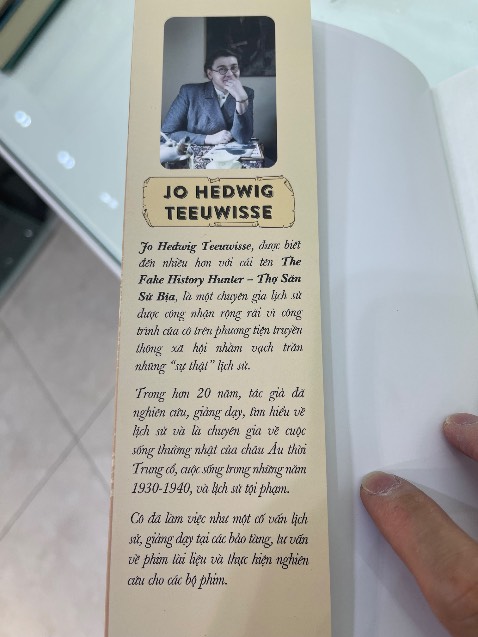 JO HEDWIG
TEEUWISSE
Jo Hedwig Teeuwisse, được biết
đến nhiều hơn với cái tên The
Fake History Hunter – Thợ Săn
Sử Bịa, là một chuyên gia lịch sử
được công nhận rộng rãi vì công
trình của cô trên phương tiện truyền
thông xã hội nhằm vạch trần
những “sự thật” lịch sử.
Trong hơn 20 năm, tác giả đã
nghiên cứu, giảng dạy, tìm hiểu về
lịch sử và là chuyên gia về cuộc
sống thường nhật của châu Âu thời
Trung cổ, cuộc sống trong những năm
1930-1940, và lịch sử tội phạm.
Cô đã làm việc như một cố vấn lịch
sử, giảng dạy tại các bảo tàng, tư vấn
về phim tài liệu và thực hiện nghiên
cứu cho các bộ phim.